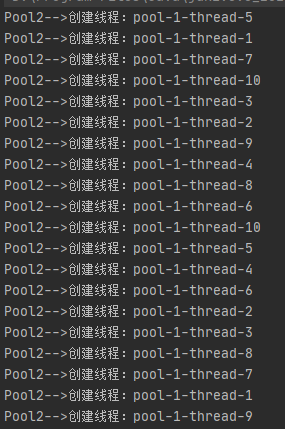 Pool2-->创建线程：pool-1-thread-5
Pool2-->创建线程：pool-1-thread-1
Pool2-->创建线程：pool-1-thread-7
Pool2-->创建线程：pool-1-thread-10
Pool2-->创建线程：pool-1-thread-3
Pool2-->创建线程：pool-1-thread-2
Pool2-->创建线程：pool-1-thread-9
Pool2-->创建线程：pool-1-thread-4
Pool2-->创建线程：pool-1-thread-8
Pool2-->创建线程：pool-1-thread-6
Pool2-->创建线程：pool-1-thread-10
Pool2-->创建线程：pool-1-thread-5
Pool2-->创建线程：pool-1-thread-4
Pool2-->创建线程：pool-1-thread-6
Pool2-->创建线程：pool-1-thread-2
Pool2-->创建线程：pool-1-thread-3
Pool2-->创建线程：pool-1-thread-8
Pool2-->创建线程：pool-1-thread-7
Pool2-->创建线程：pool-1-thread-1
Pool2-->创建线程：pool-1-thread-9